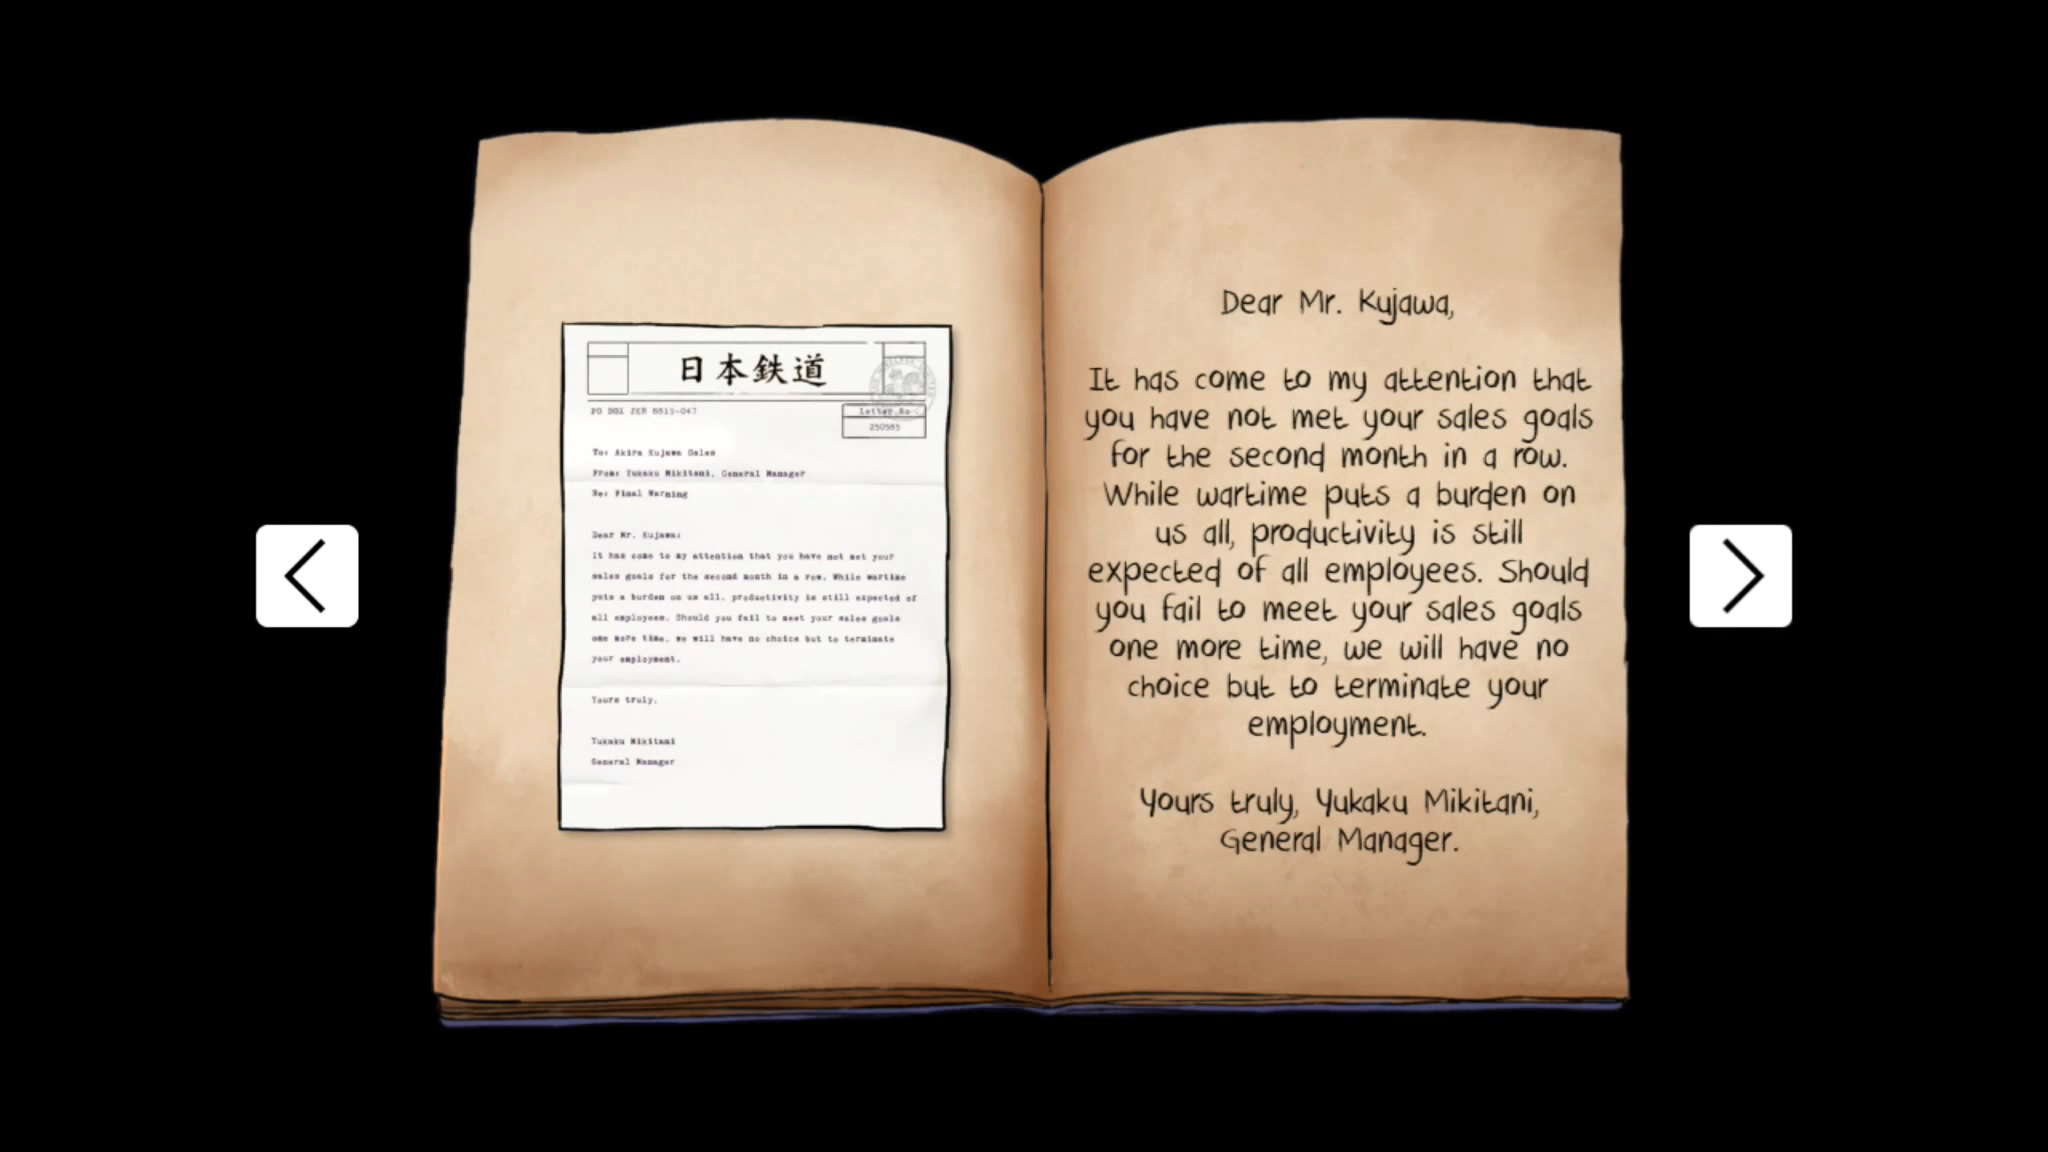 日本鉄道
PO BOX JER 8813-047
Letter No
250585
To: Akira Kujawa Sales
From: Yukaku Mikitani, General Manager
Re: Final Warning
Dear Mr. Kujawa:
It has come to my attention that you have not met your
sales goals for the second month in a row. While wartime
puts a burden on us all, productivity is still expected of
all employees. Should you fail to meet your sales goals
one more time, we will have no choice but to terminate
your employment.
Yours truly,
Yukaku Mikitani
General Manager
Dear Mr. Kujawa,
It has come to my attention that
you have not met your sales goals
for the second month in a row.
While wartime puts a burden on
us all, productivity is still
expected of all employees. Should
you fail to meet your sales goals
one more time, we will have no
choice but to terminate your
employment.
Yours truly, Yukaku Mikitani,
General Manager.